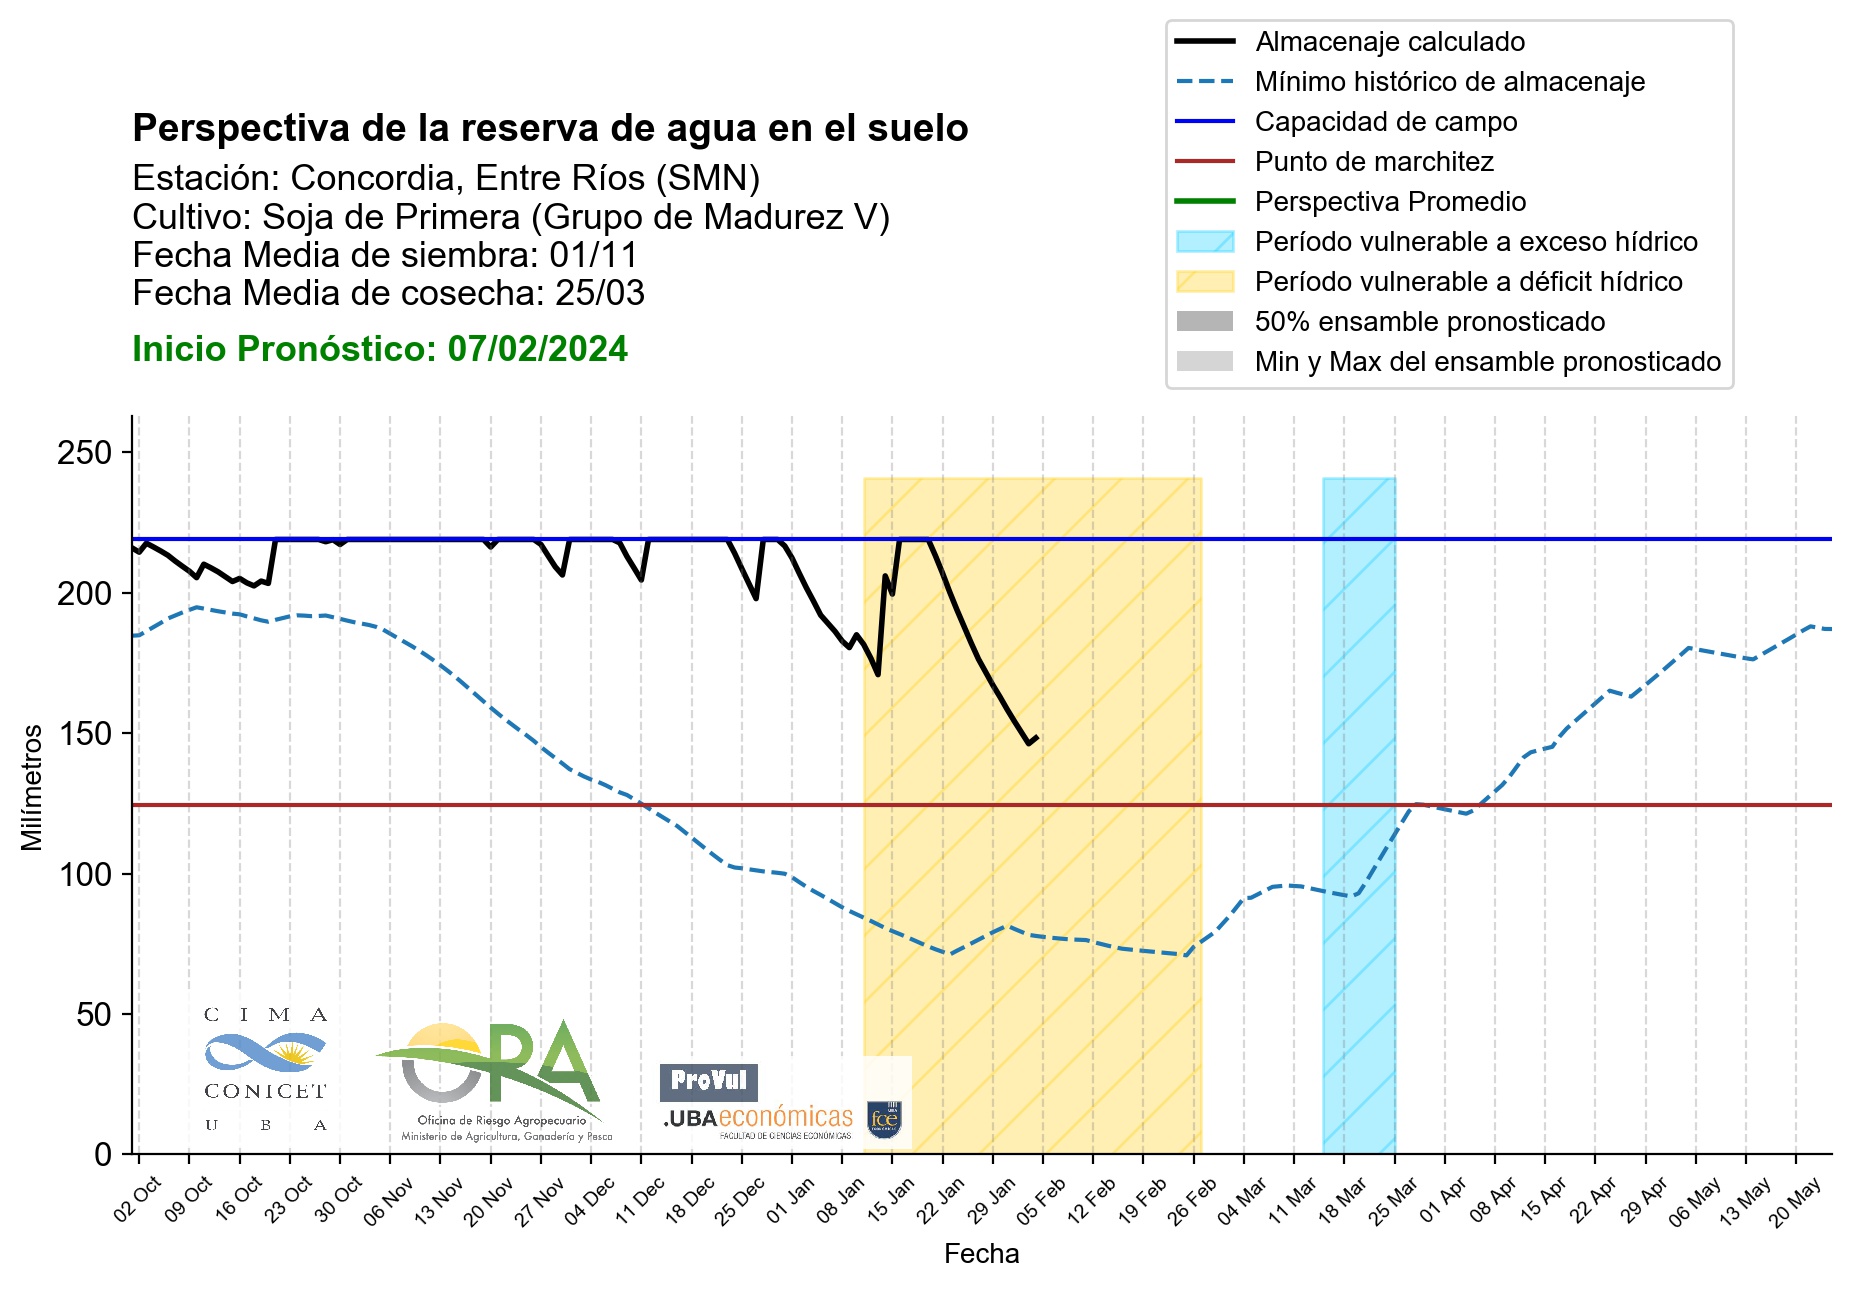 Almacenaje calculado
Mínimo histórico de almacenaje
Capacidad de campo
Punto de marchitez
Perspectiva Promedio
Período vulnerable a exceso hídrico
Período vulnerable a déficit hídrico
50% ensamble pronosticado
Min y Max del ensamble pronosticado
Perspectiva de la reserva de agua en el suelo
Estación: Concordia, Entre Ríos (SMN)
Cultivo: Soja de Primera (Grupo de Madurez V)
Fecha Media de siembra: 01/11
Fecha Media de cosecha: 25/03
Inicio Pronóstico: 07/02/2024
250
200
150
100
50
0
Milímetros
CIMA
CONICET
UBA
ORA
Oficina de Riesgo Agropecuario
Ministerio de Agricultura, Ganadería y Pesca
ProVul
.UBAeconómicas
FACULTAD DE CIENCIAS ECONÓMICAS
UBA
fce
ECONÓMICAS
02 Oct
09 Oct
16 Oct
23 Oct
30 Oct
06 Nov
13 Nov
20 Nov
27 Nov
04 Dec
11 Dec
18 Dec
25 Dec
01 Jan
08 Jan
15 Jan
22 Jan
29 Jan
05 Feb
12 Feb
19 Feb
26 Feb
04 Mar
11 Mar
18 Mar
25 Mar
01 Apr
08 Apr
15 Apr
22 Apr
29 Apr
06 May
13 May
20 May
Fecha